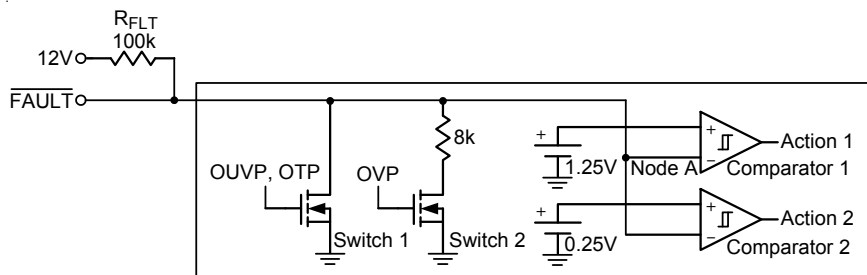 R_FLT
100k
12V
FAULT
8k
OUVP, OTP
OVP
Switch 1
Switch 2
+
1.25V
+
0.25V
Node A
+
−
Action 1
Comparator 1
+
−
Action 2
Comparator 2